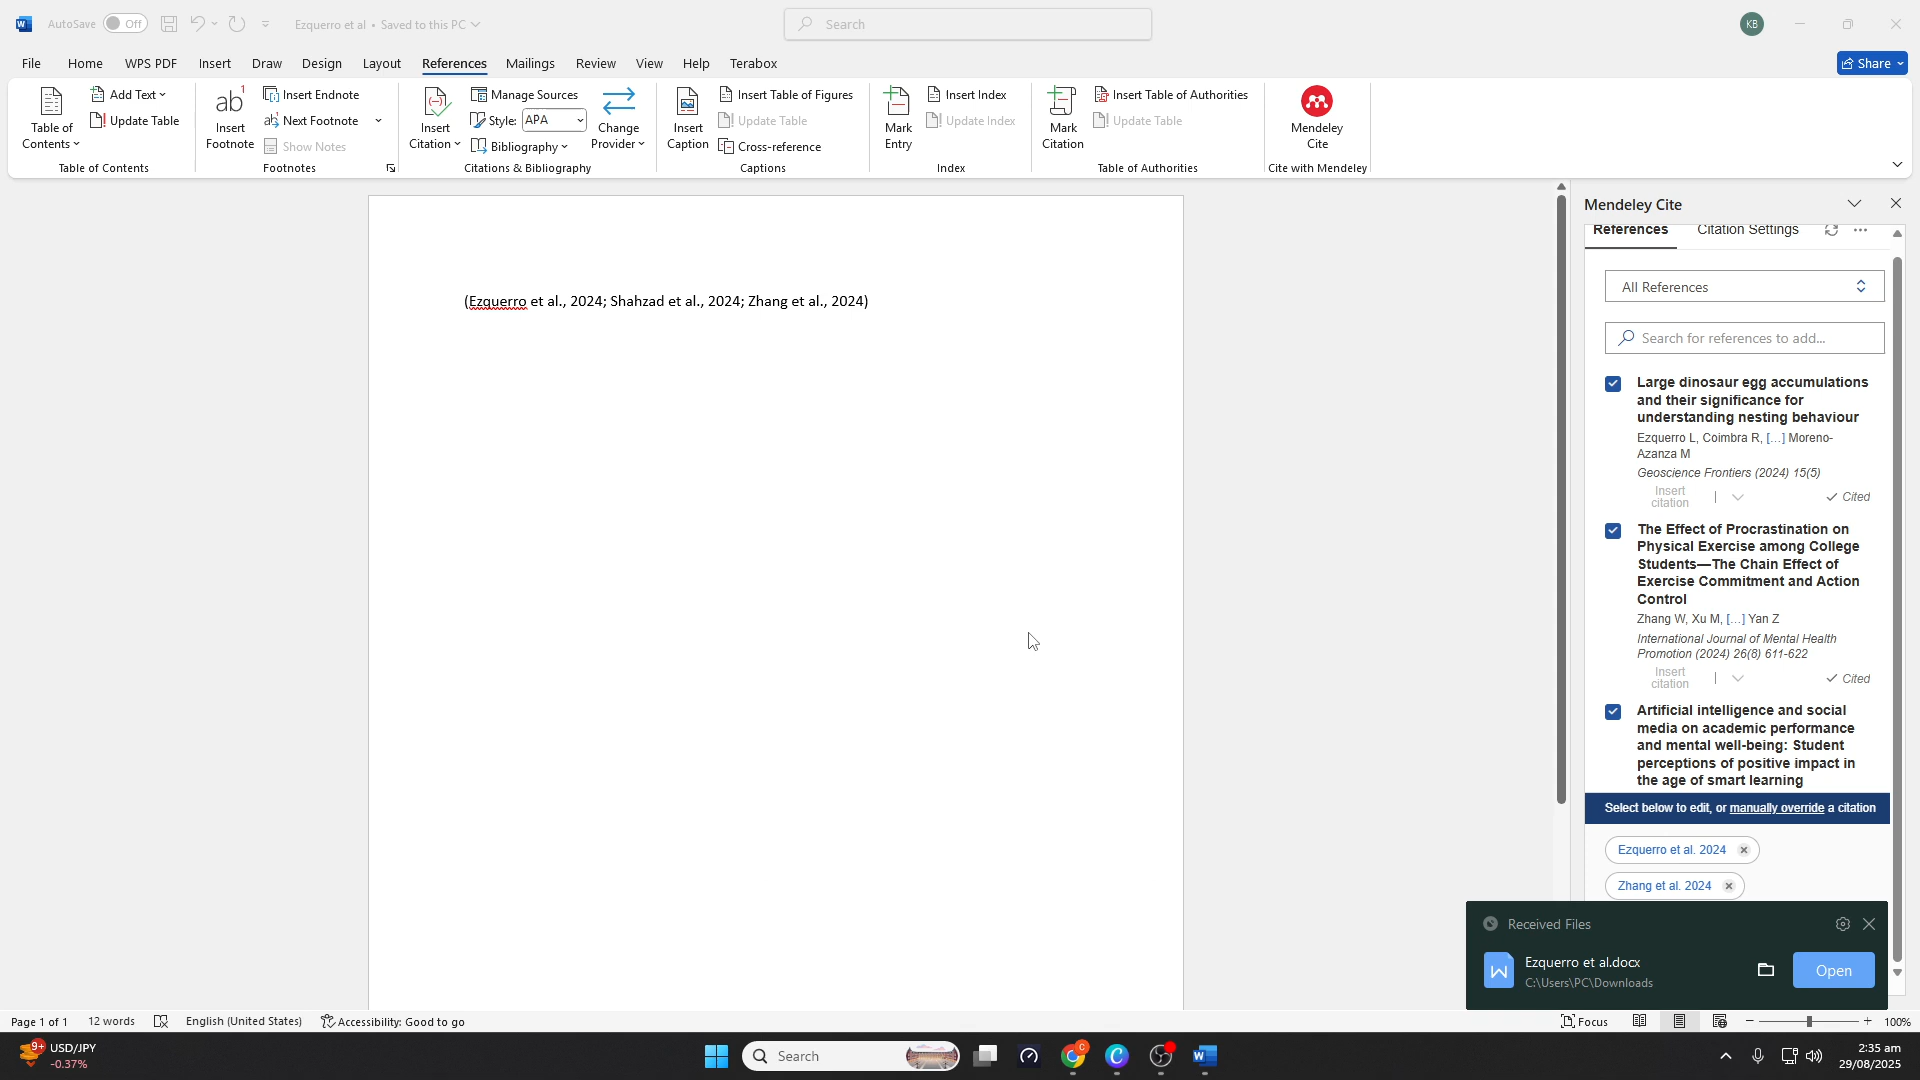 AutoSave Off Ezquerro et al • Saved to this PC Search KB
File Home WPS PDF Insert Draw Design Layout References Mailings Review View Help Terabox Share
Table of Contents
Add Text
Update Table
Table of Contents
Insert Footnote
Insert Endnote
Next Footnote
Show Notes
Footnotes
Insert Citation
Manage Sources
Style: APA
Bibliography
Change Provider
Citations & Bibliography
Insert Caption
Insert Table of Figures
Update Table
Cross-reference
Captions
Mark Entry
Insert Index
Update Index
Index
Mark Citation
Insert Table of Authorities
Update Table
Table of Authorities
Mendeley Cite
Cite with Mendeley
(Ezquerro et al., 2024; Shahzad et al., 2024; Zhang et al., 2024)
Mendeley Cite
References Citation Settings
All References
Search for references to add...
Large dinosaur egg accumulations
and their significance for
understanding nesting behaviour
Ezquerro L, Coimbra R, [...] Moreno-
Azanza M
Geoscience Frontiers (2024) 15(5)
Insert
citation
Cited
The Effect of Procrastination on
Physical Exercise among College
Students—The Chain Effect of
Exercise Commitment and Action
Control
Zhang W, Xu M, [...] Yan Z
International Journal of Mental Health
Promotion (2024) 26(8) 611-622
Insert
citation
Cited
Artificial intelligence and social
media on academic performance
and mental well-being: Student
perceptions of positive impact in
the age of smart learning
Select below to edit, or manually override a citation
Ezquerro et al. 2024
Zhang et al. 2024
Received Files
Ezquerro et al.docx
C:\Users\PC\Downloads
Open
Page 1 of 1 12 words English (United States) Accessibility: Good to go Focus 100%
9+ USD/JPY
-0.37%
Search
2:35 am
29/08/2025